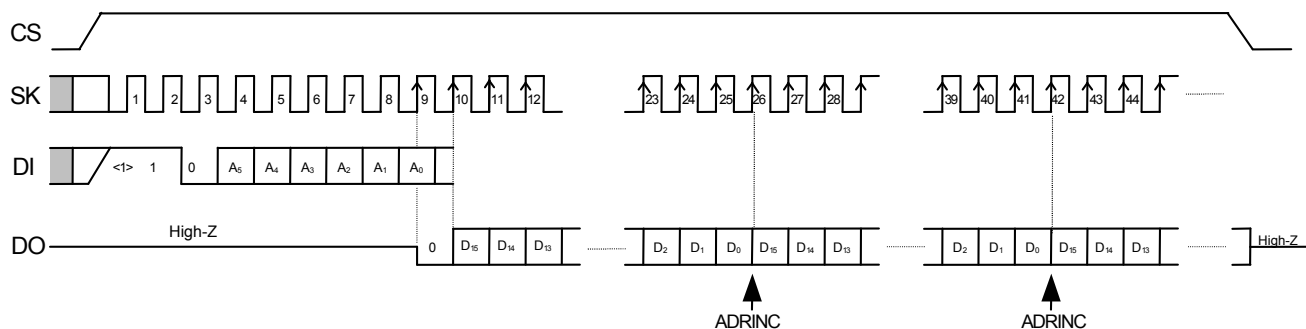 CS
SK 1 2 3 4 5 6 7 8 9 10 11 12 23 24 25 26 27 28 39 40 41 42 43 44
DI <1> 1 0 A5 A4 A3 A2 A1 A0
DO High-Z 0 D15 D14 D13 D2 D1 D0 D15 D14 D13 D2 D1 D0 D15 D14 D13 High-Z
ADRINC ADRINC